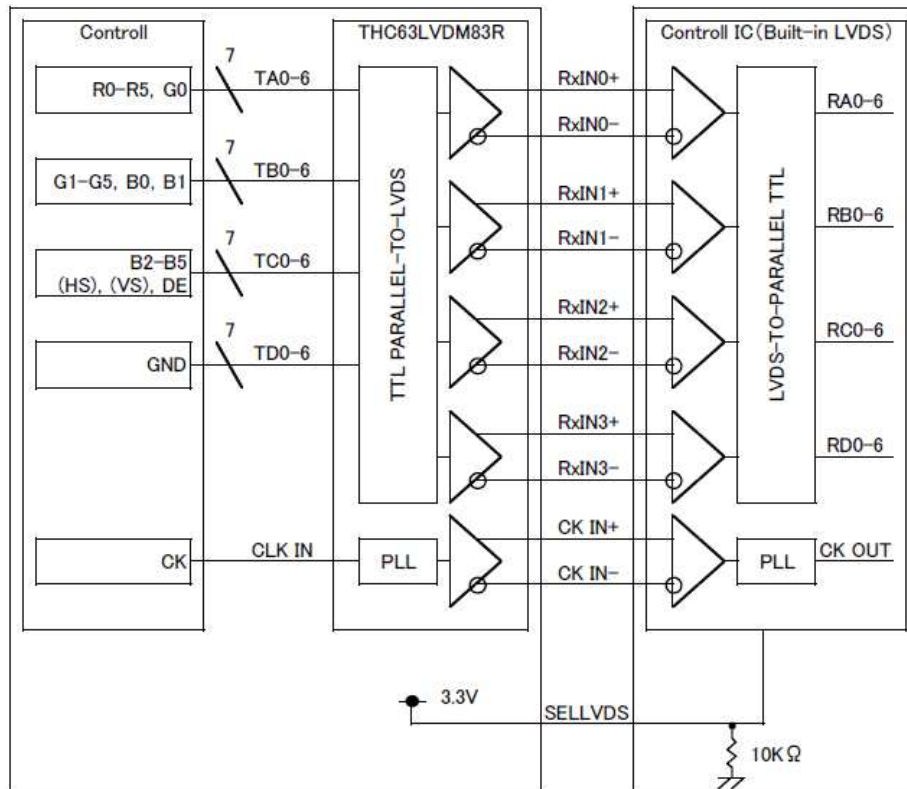 Controll
THC63LVDM83R
Controll IC(Built-in LVDS)
R0-R5, G0
7
TA0-6
RxIN0+
RxIN0-
RA0-6
G1-G5, B0, B1
7
TB0-6
RxIN1+
RxIN1-
RB0-6
B2-B5
(HS), (VS), DE
7
TC0-6
RxIN2+
RxIN2-
RC0-6
GND
7
TD0-6
RxIN3+
RxIN3-
RD0-6
TTL PARALLEL-TO-LVDS
LVDS-TO-PARALLEL TTL
CK
CLK IN
PLL
CK IN+
CK IN-
PLL
CK OUT
3.3V
SELLVDS
10KΩ